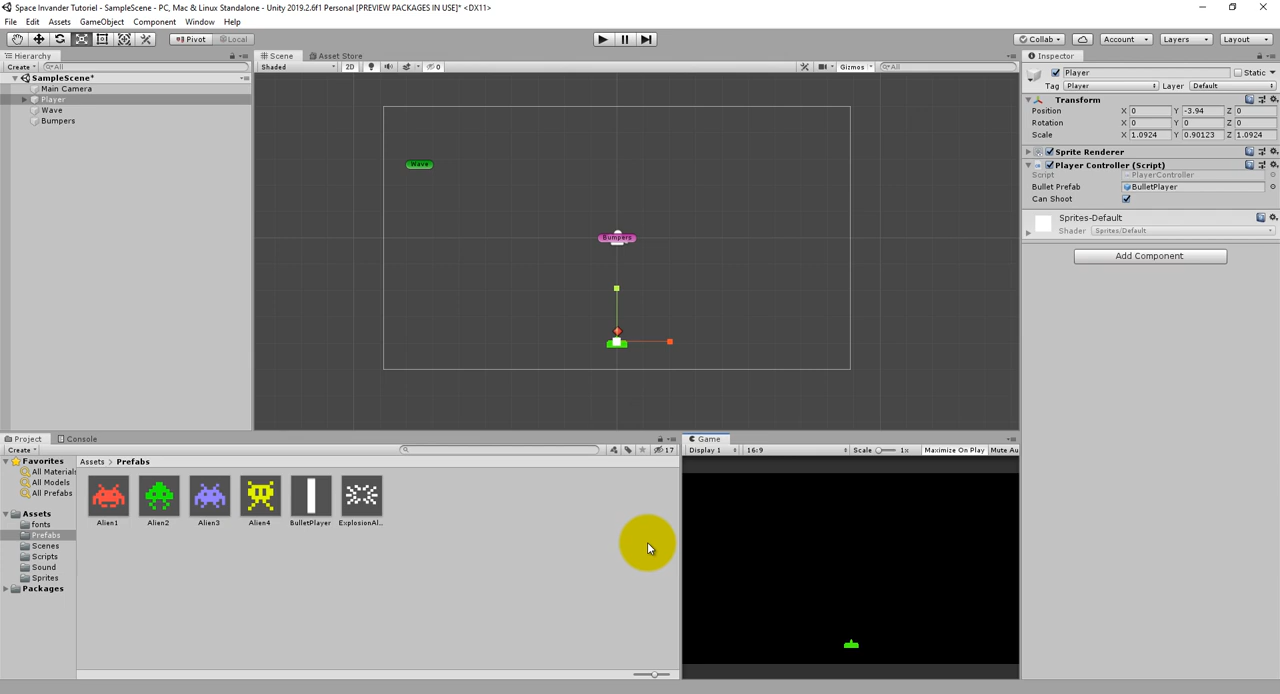 Space Invander Tutoriel - SampleScene - PC, Mac & Linux Standalone - Unity 2019.2.6f1 Personal [PREVIEW PACKAGES IN USE]* <DX11>
File Edit Assets GameObject Component Window Help
Pivot Local Collab Account Layers Layout
Hierarchy Scene Asset Store Inspector
Create All Shaded 2D 0 Gizmos All
SampleScene*
Main Camera
Player
Wave
Bumpers
Wave
Bumpers
Player Static
Tag Player Layer Default
Transform
Position X 0 Y -3.94 Z 0
Rotation X 0 Y 0 Z 0
Scale X 1.0924 Y 0.90123 Z 1.0924
Sprite Renderer
Player Controller (Script)
Script PlayerController
Bullet Prefab BulletPlayer
Can Shoot
Sprites-Default
Shader Sprites/Default
Add Component
Project Console
Create 17
Favorites
All Materials
All Models
All Prefabs
Assets
fonts
Prefabs
Scenes
Scripts
Sound
Sprites
Packages
Assets > Prefabs
Alien1 Alien2 Alien3 Alien4 BulletPlayer ExplosionAl...
Game
Display 1 16:9 Scale 1x Maximize On Play Mute Au